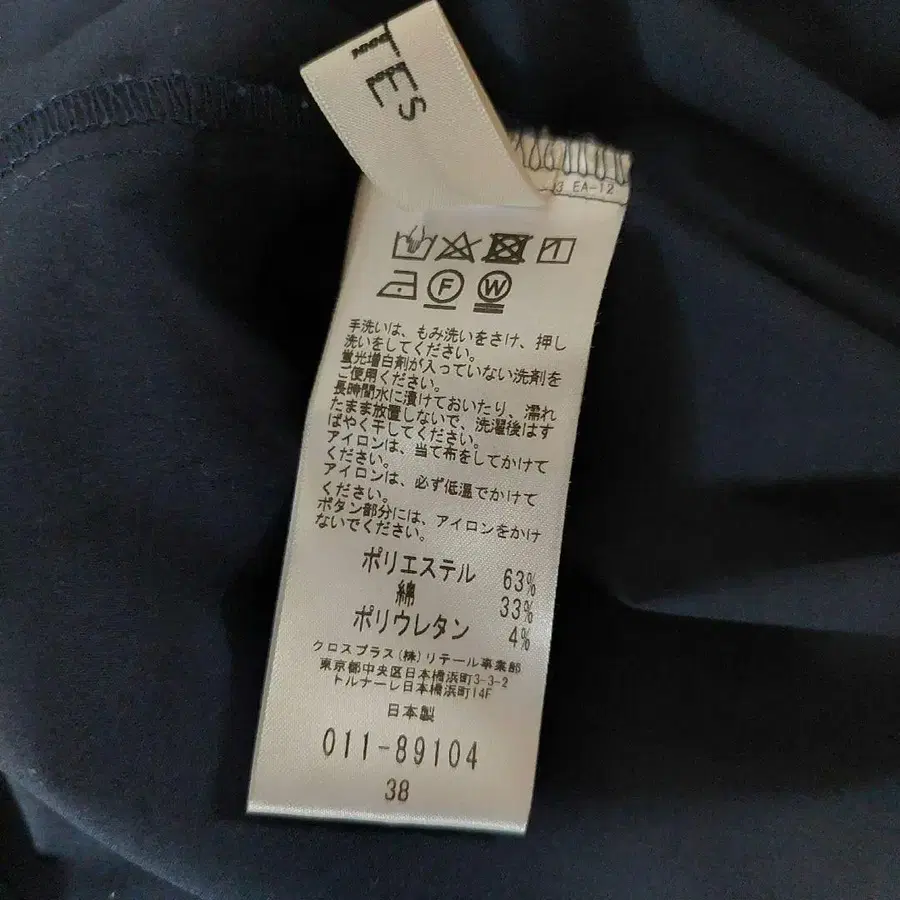 TES
3 EA-12
F W
手洗いは、もみ洗いをさけ、押し
洗いをしてください。
蛍光増白剤が入っていない洗剤を
ご使用ください。
長時間水に漬けておいたり、濡れ
たまま放置しないで、洗濯後はす
ばやく干してください。
アイロンは、当て布をしてかけて
ください。
アイロンは、必ず低温でかけて
ください。
ボタン部分には、アイロンをかけ
ないでください。
ポリエステル 63%
綿 33%
ポリウレタン 4%
クロスプラス(株)リテール事業部
東京都中央区日本橋浜町3-3-2
トルナーレ日本橋浜町14F
日本製
011-89104
38